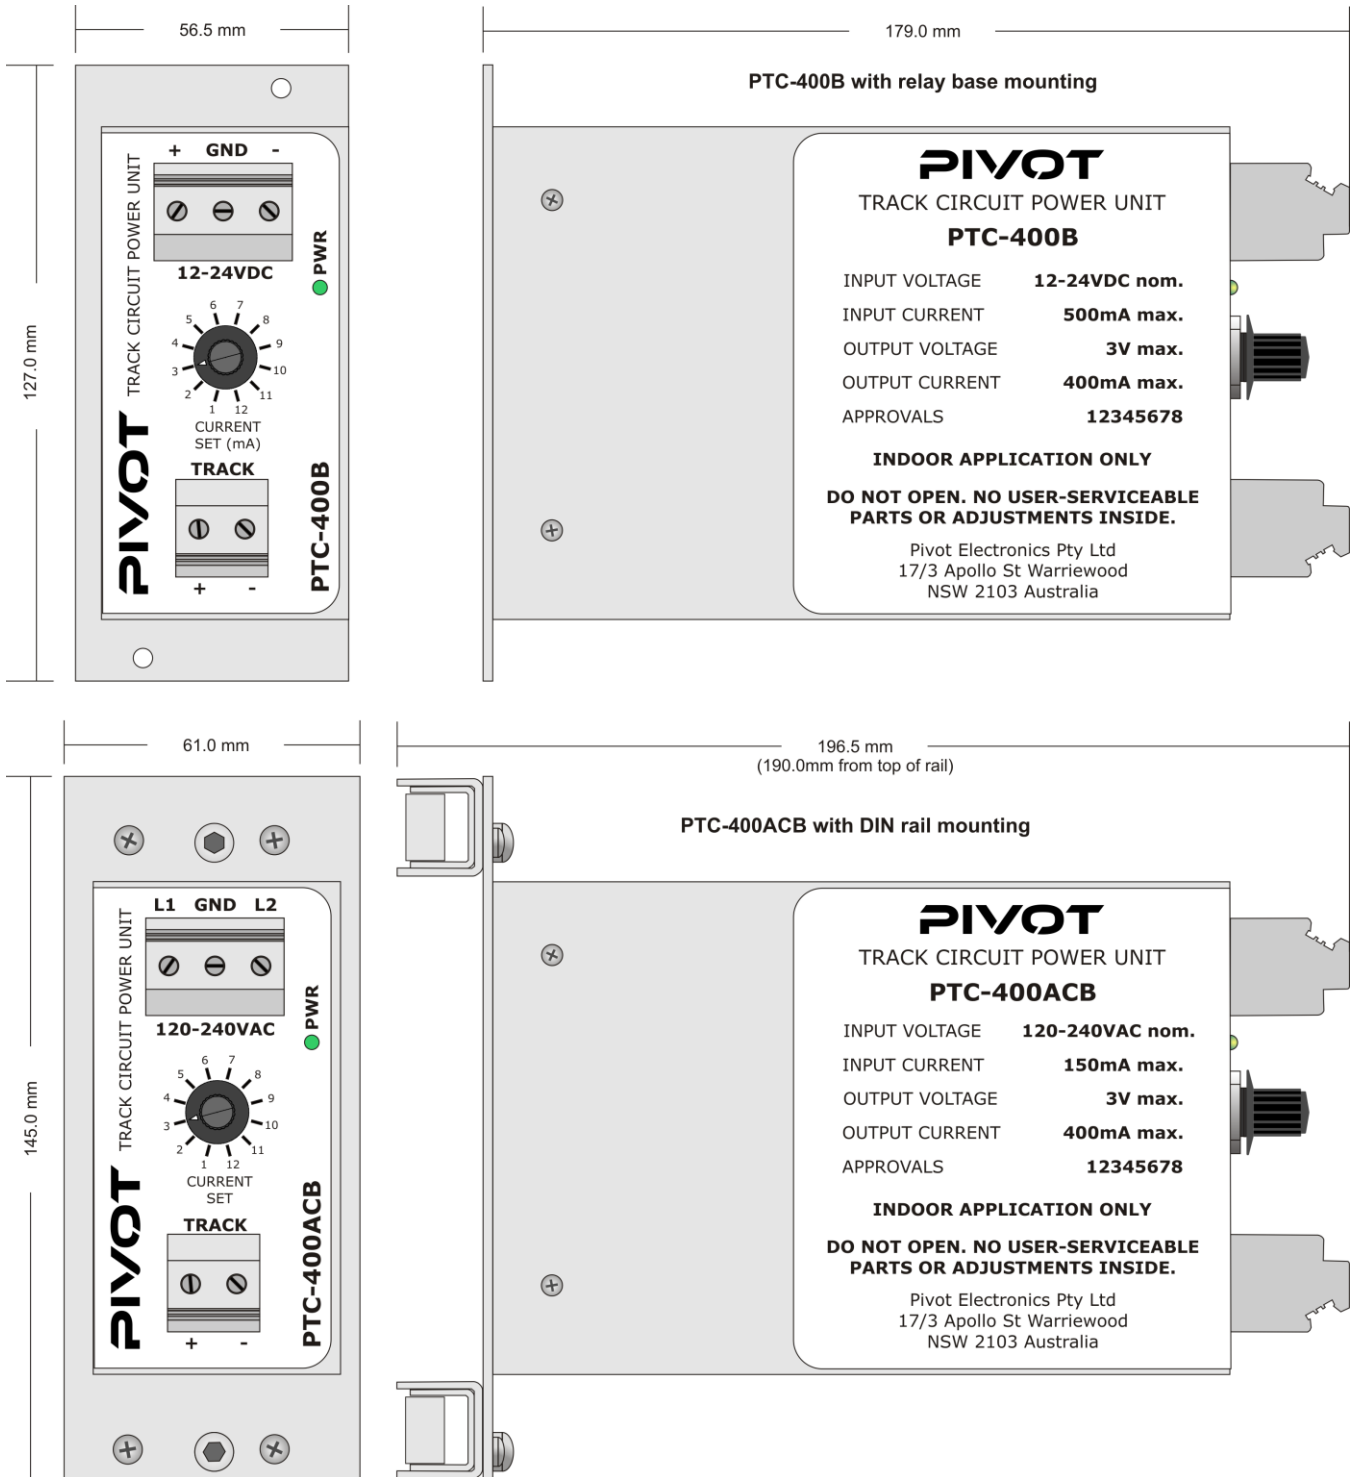 56.5 mm
179.0 mm
PTC-400B with relay base mounting
127.0 mm
+ GND -
12-24VDC
PWR
TRACK CIRCUIT POWER UNIT
1 2 3 4 5 6 7 8 9 10 11 12
CURRENT
SET (mA)
TRACK
+ -
PIVOT
PTC-400B
PIVOT
TRACK CIRCUIT POWER UNIT
PTC-400B
INPUT VOLTAGE 12-24VDC nom.
INPUT CURRENT 500mA max.
OUTPUT VOLTAGE 3V max.
OUTPUT CURRENT 400mA max.
APPROVALS 12345678
INDOOR APPLICATION ONLY
DO NOT OPEN. NO USER-SERVICEABLE
PARTS OR ADJUSTMENTS INSIDE.
Pivot Electronics Pty Ltd
17/3 Apollo St Warriewood
NSW 2103 Australia
61.0 mm
196.5 mm
(190.0mm from top of rail)
PTC-400ACB with DIN rail mounting
145.0 mm
L1 GND L2
120-240VAC
PWR
TRACK CIRCUIT POWER UNIT
1 2 3 4 5 6 7 8 9 10 11 12
CURRENT
SET
TRACK
+ -
PIVOT
PTC-400ACB
PIVOT
TRACK CIRCUIT POWER UNIT
PTC-400ACB
INPUT VOLTAGE 120-240VAC nom.
INPUT CURRENT 150mA max.
OUTPUT VOLTAGE 3V max.
OUTPUT CURRENT 400mA max.
APPROVALS 12345678
INDOOR APPLICATION ONLY
DO NOT OPEN. NO USER-SERVICEABLE
PARTS OR ADJUSTMENTS INSIDE.
Pivot Electronics Pty Ltd
17/3 Apollo St Warriewood
NSW 2103 Australia